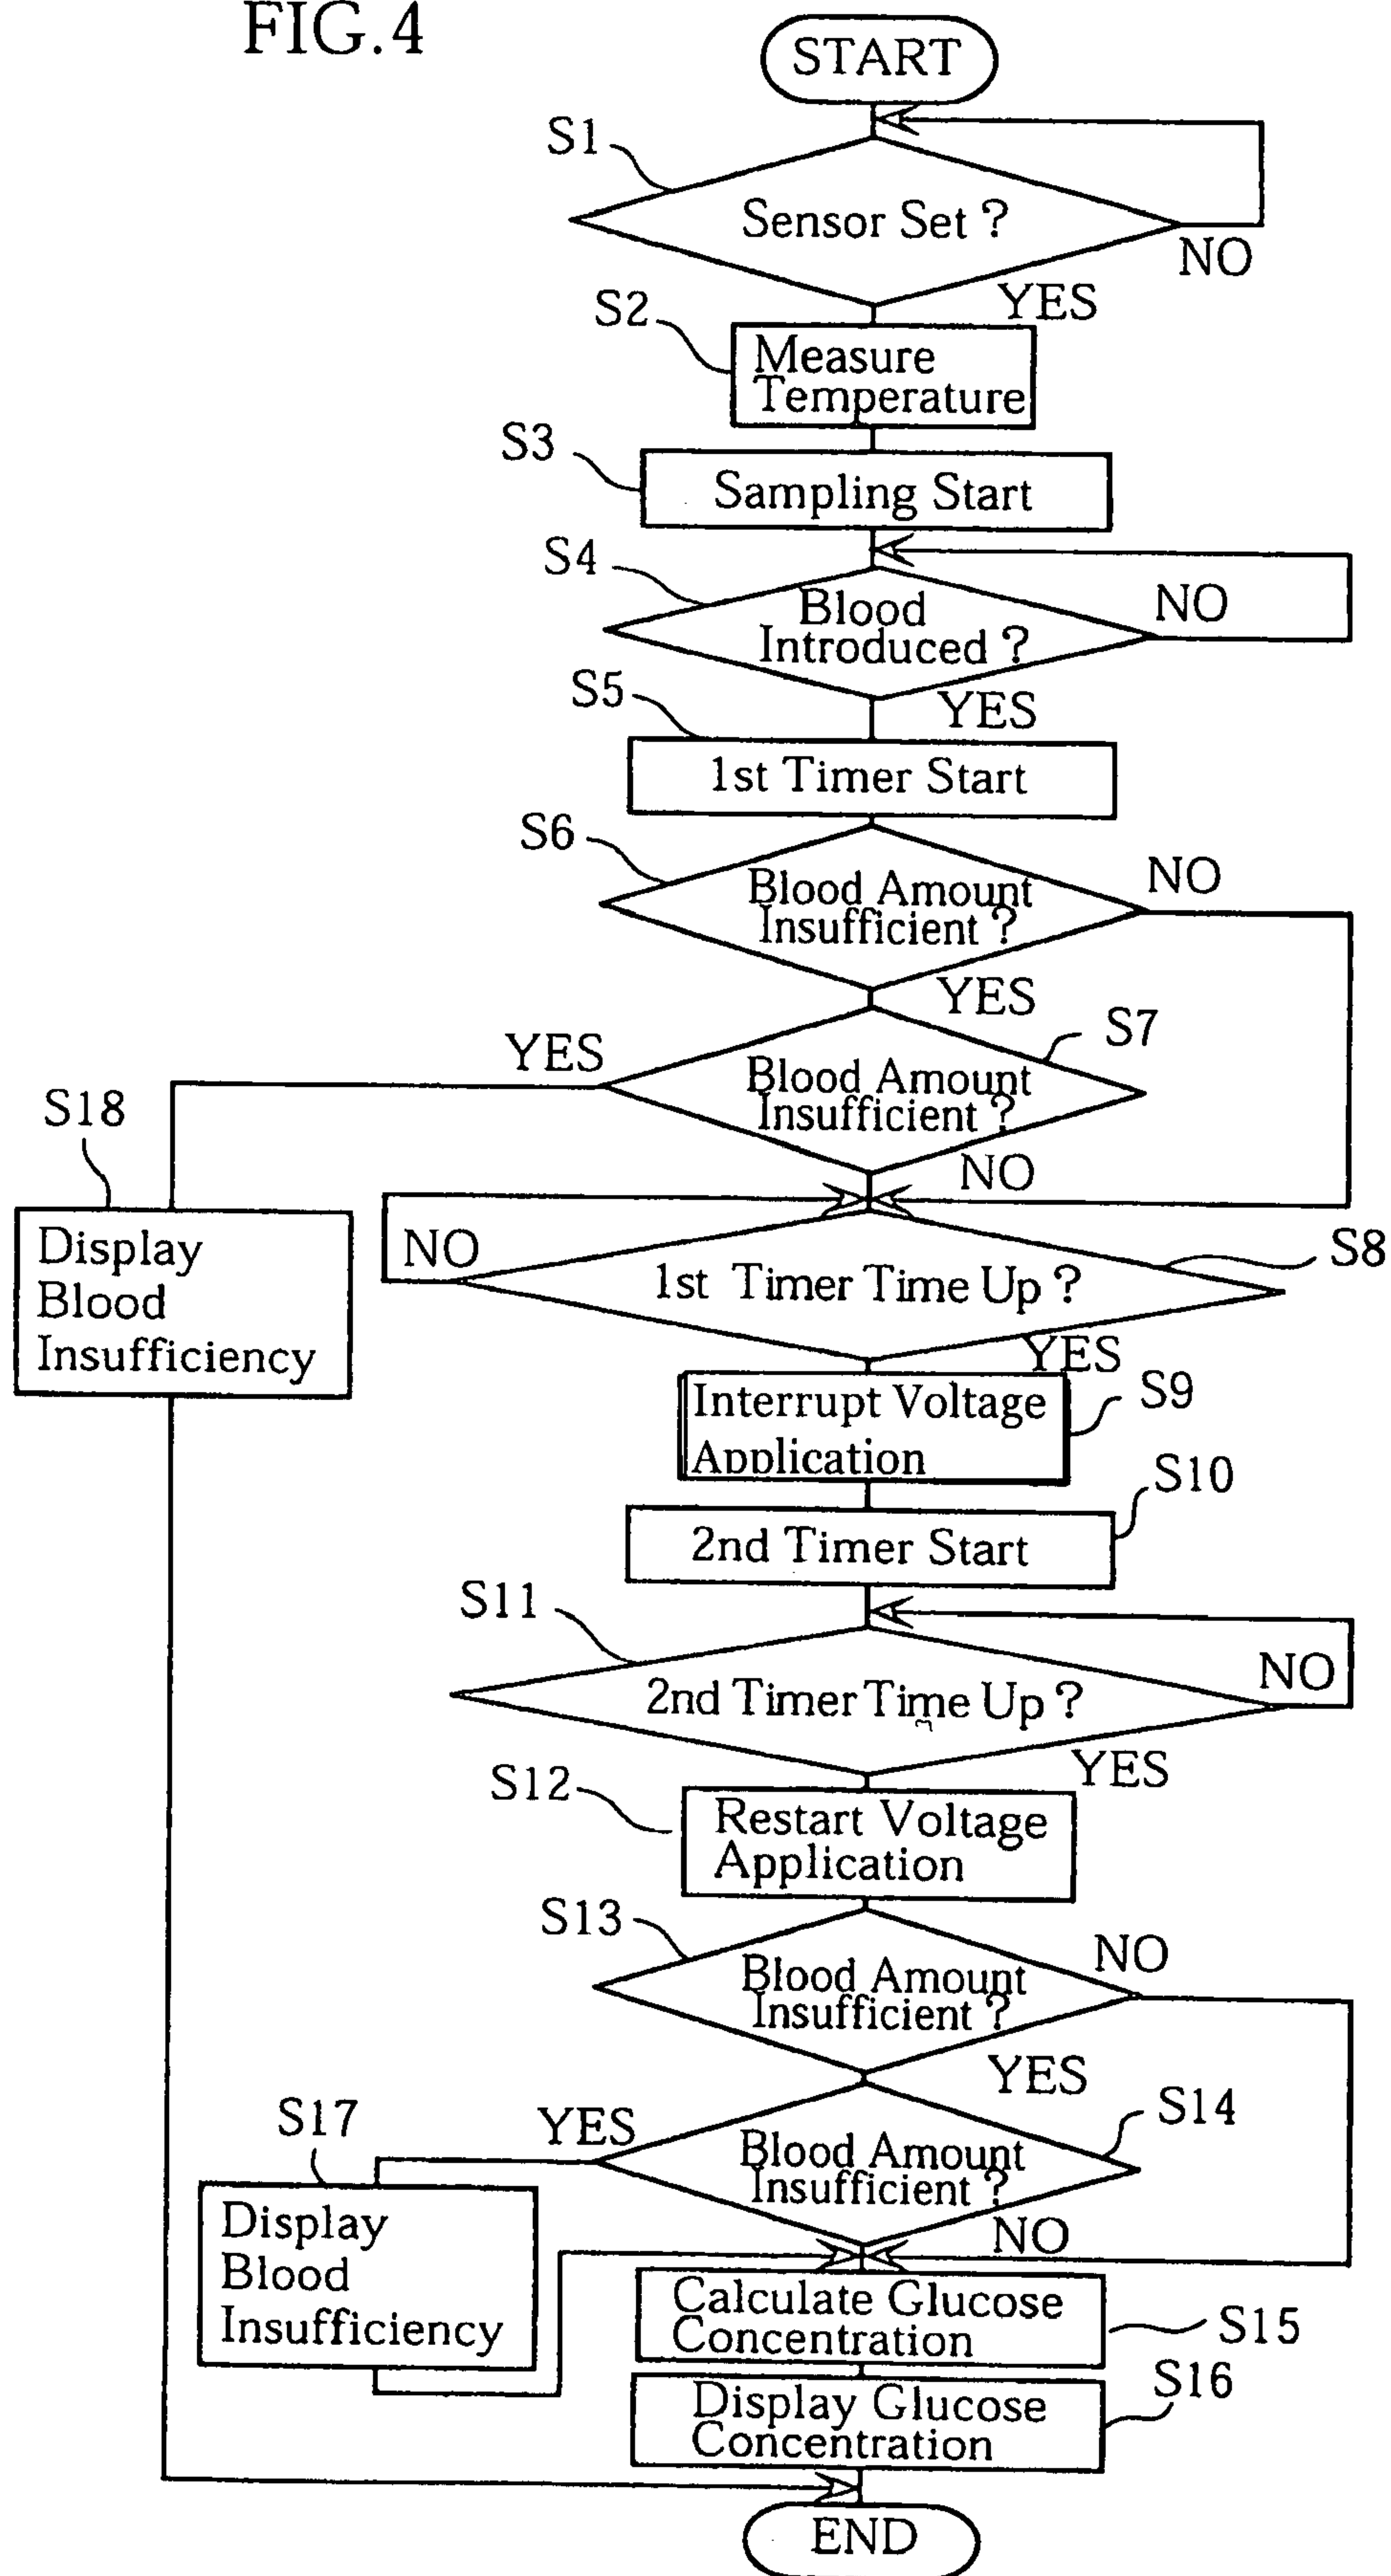 FIG.4
START
S1
Sensor Set ?
NO
YES
S2
Measure
Temperature
S3
Sampling Start
S4
Blood
Introduced ?
NO
YES
S5
1st Timer Start
S6
Blood Amount
Insufficient ?
NO
YES
S7
Blood Amount
Insufficient ?
YES
NO
S18
Display
Blood
Insufficiency
S8
1st Timer Time Up ?
NO
YES
S9
Interrupt Voltage
Application
S10
2nd Timer Start
S11
2nd Timer Time Up ?
NO
YES
S12
Restart Voltage
Application
S13
Blood Amount
Insufficient ?
NO
YES
S14
Blood Amount
Insufficient ?
YES
NO
S17
Display
Blood
Insufficiency
Calculate Glucose
Concentration
S15
Display Glucose
Concentration
S16
END